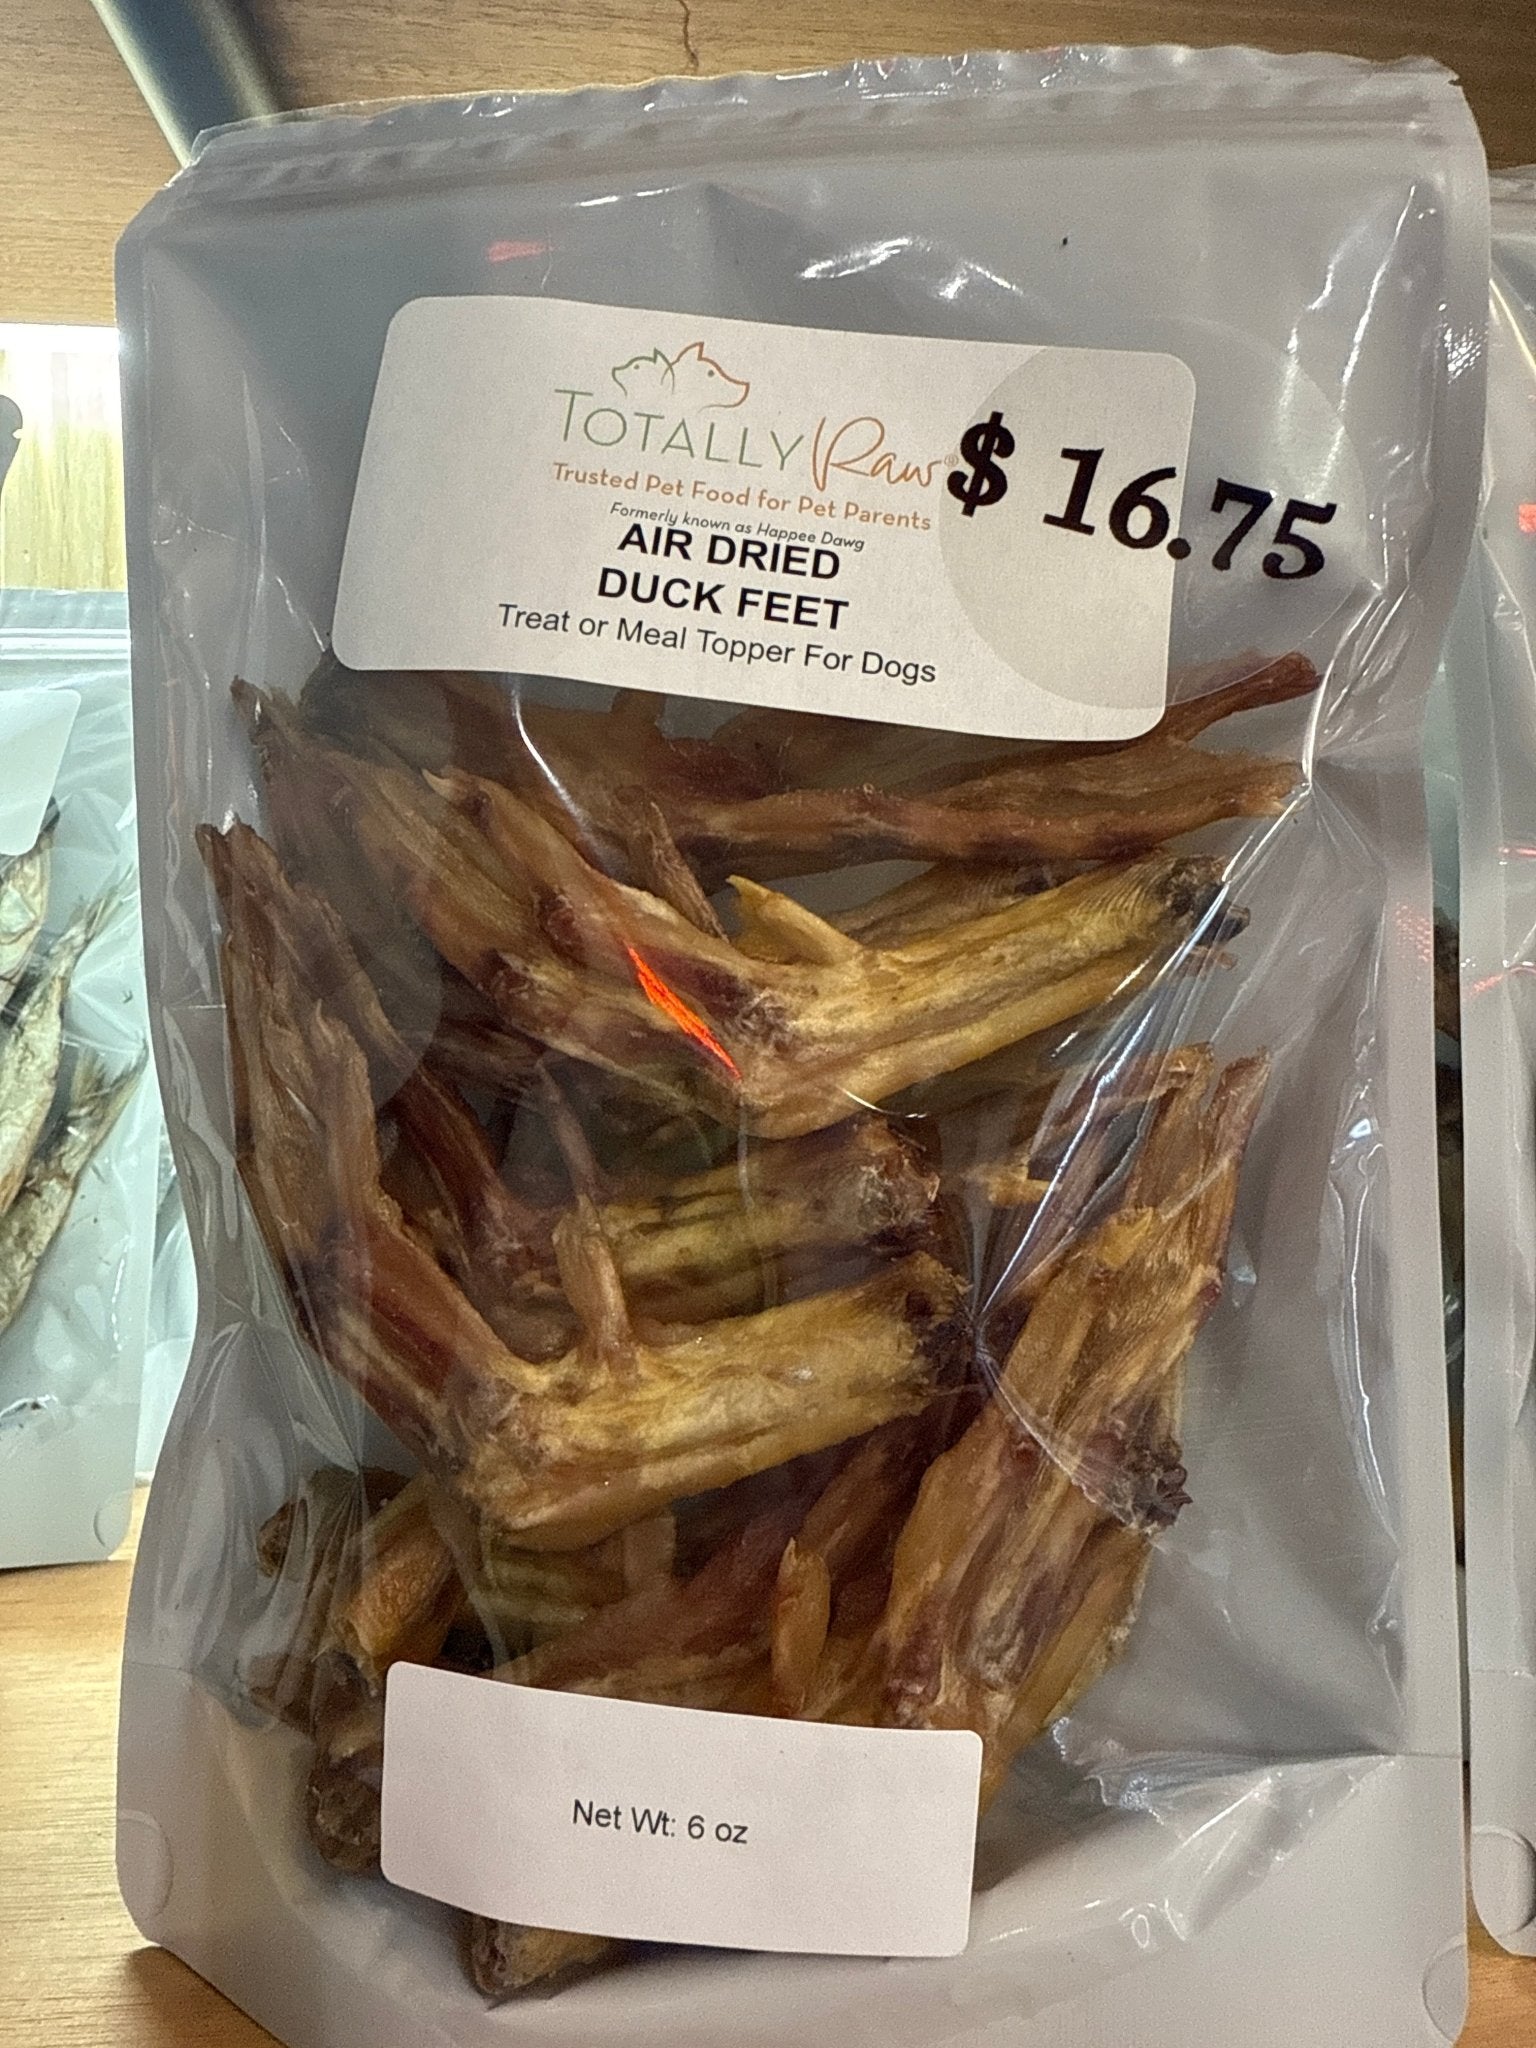 TOTALLY Raw®
$ 16.75
Trusted Pet Food for Pet Parents
Formerly known as Happee Dawg
AIR DRIED
DUCK FEET
Treat or Meal Topper For Dogs
Net Wt: 6 oz